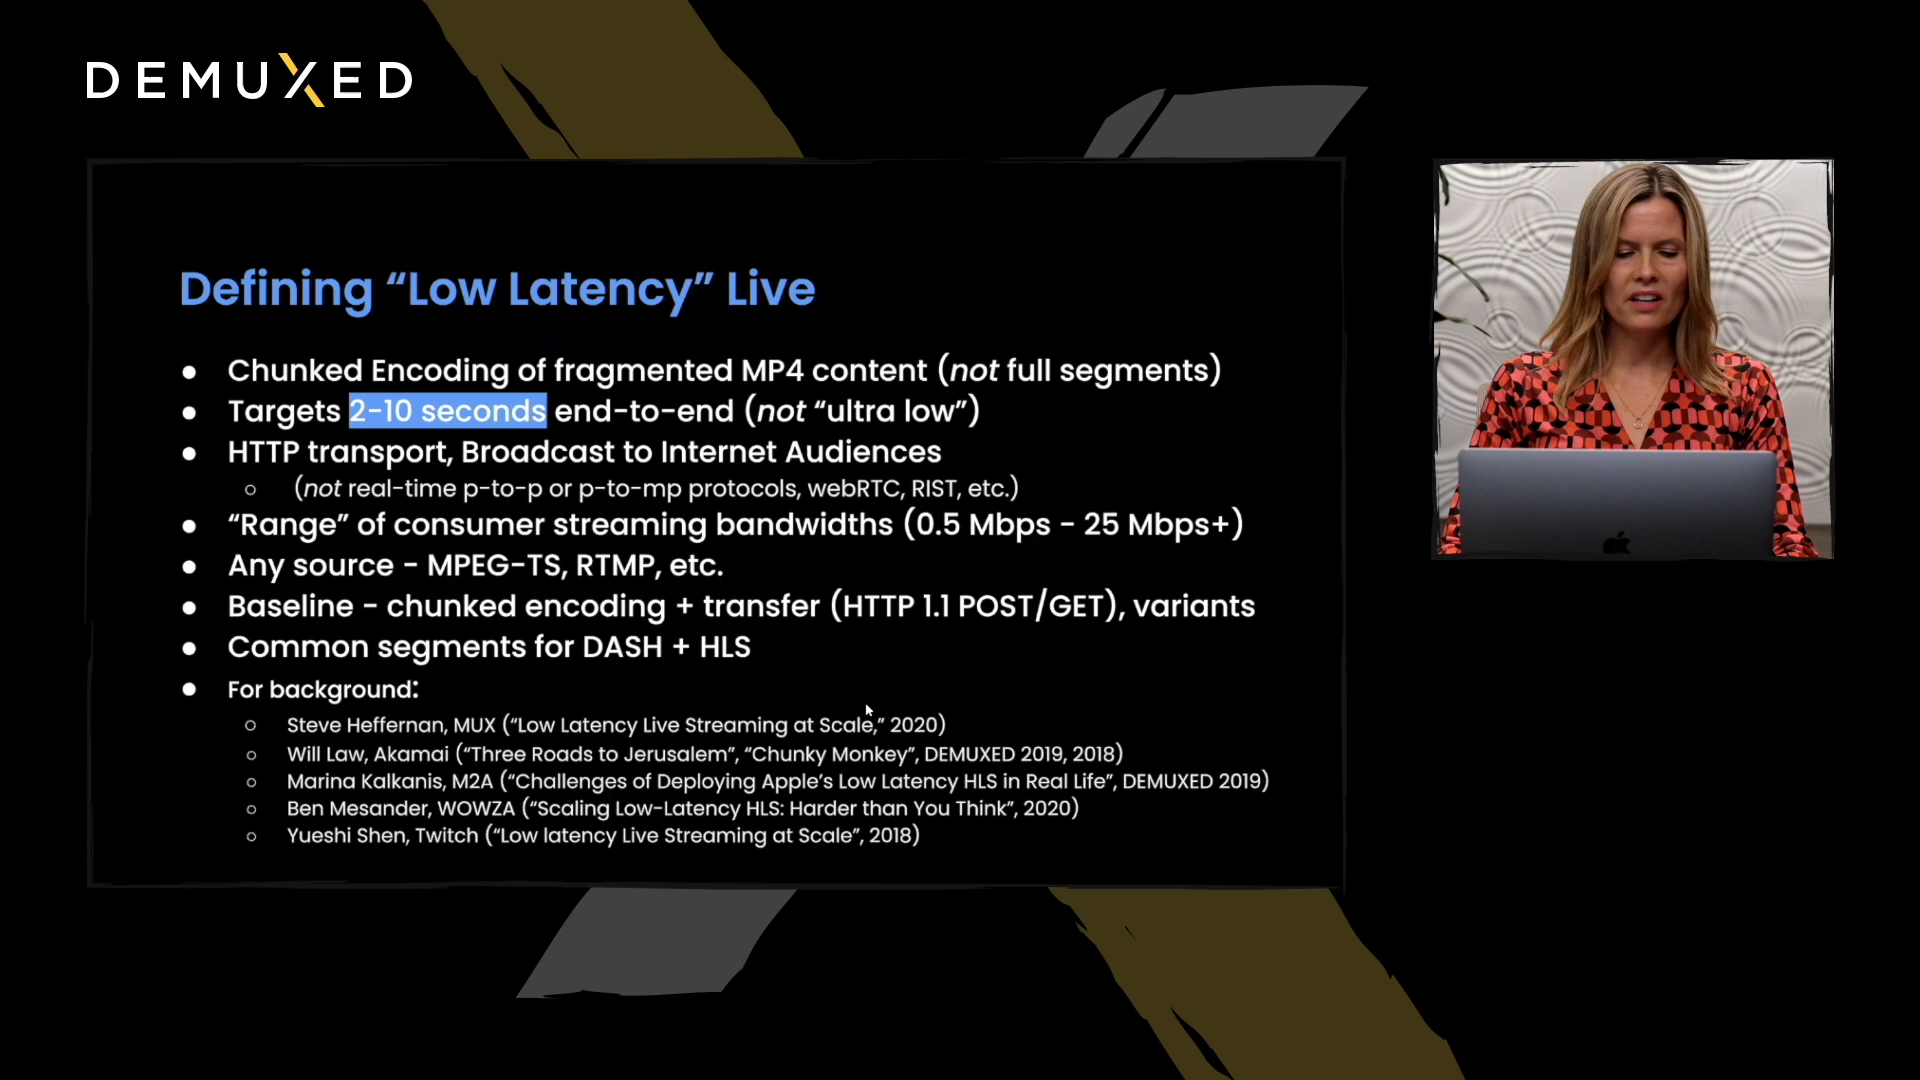 DEMUXED
Defining “Low Latency” Live
● Chunked Encoding of fragmented MP4 content (not full segments)
● Targets 2-10 seconds end-to-end (not “ultra low”)
● HTTP transport, Broadcast to Internet Audiences
○ (not real-time p-to-p or p-to-mp protocols, webRTC, RIST, etc.)
● “Range” of consumer streaming bandwidths (0.5 Mbps - 25 Mbps+)
● Any source - MPEG-TS, RTMP, etc.
● Baseline - chunked encoding + transfer (HTTP 1.1 POST/GET), variants
● Common segments for DASH + HLS
● For background:
○ Steve Heffernan, MUX (“Low Latency Live Streaming at Scale,” 2020)
○ Will Law, Akamai (“Three Roads to Jerusalem”, “Chunky Monkey”, DEMUXED 2019, 2018)
○ Marina Kalkanis, M2A (“Challenges of Deploying Apple’s Low Latency HLS in Real Life”, DEMUXED 2019)
○ Ben Mesander, WOWZA (“Scaling Low-Latency HLS: Harder than You Think”, 2020)
○ Yueshi Shen, Twitch (“Low latency Live Streaming at Scale”, 2018)